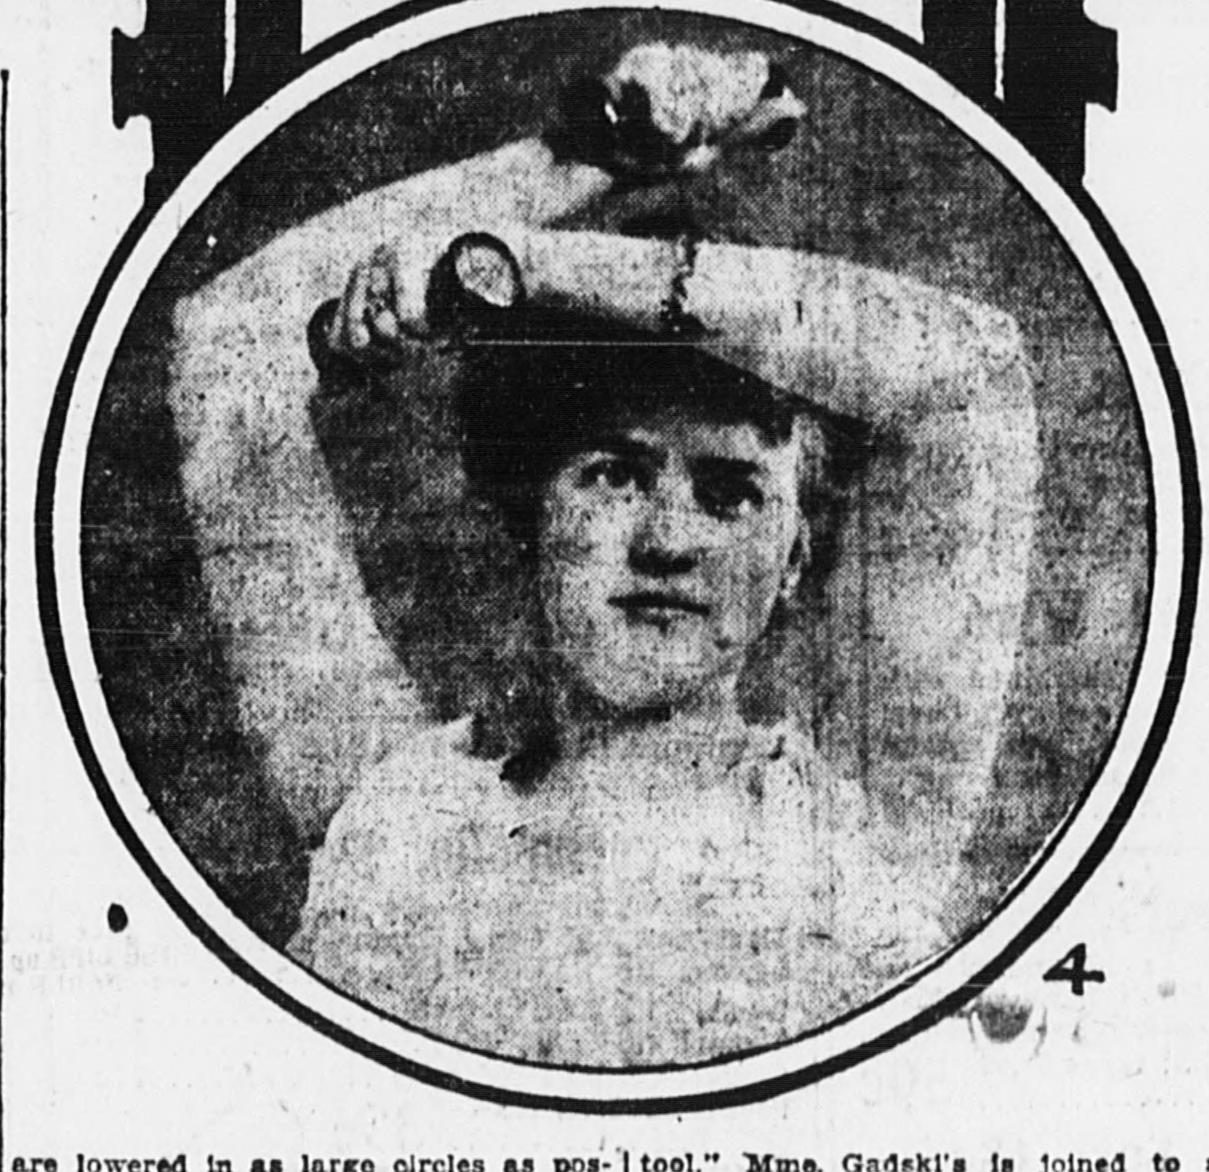 4
are lowered in as large circles as pos-
tool." Mme. Gadski's is joined to